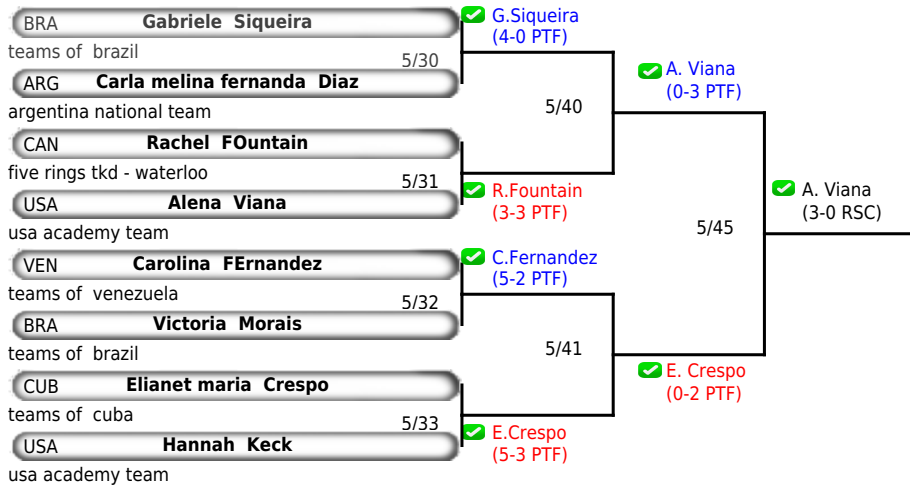 BRA Gabriele Siqueira
teams of brazil
5/30
ARG Carla melina fernanda Diaz
argentina national team
CAN Rachel FOuntain
five rings tkd - waterloo
5/31
USA Alena Viana
usa academy team
VEN Carolina FErnandez
teams of venezuela
5/32
BRA Victoria Morais
teams of brazil
CUB Elianet maria Crespo
teams of cuba
5/33
USA Hannah Keck
usa academy team
G.Siqueira
(4-0 PTF)
5/40
R.Fountain
(3-3 PTF)
C.Fernandez
(5-2 PTF)
5/41
E.Crespo
(5-3 PTF)
A. Viana
(0-3 PTF)
5/45
E. Crespo
(0-2 PTF)
A. Viana
(3-0 RSC)